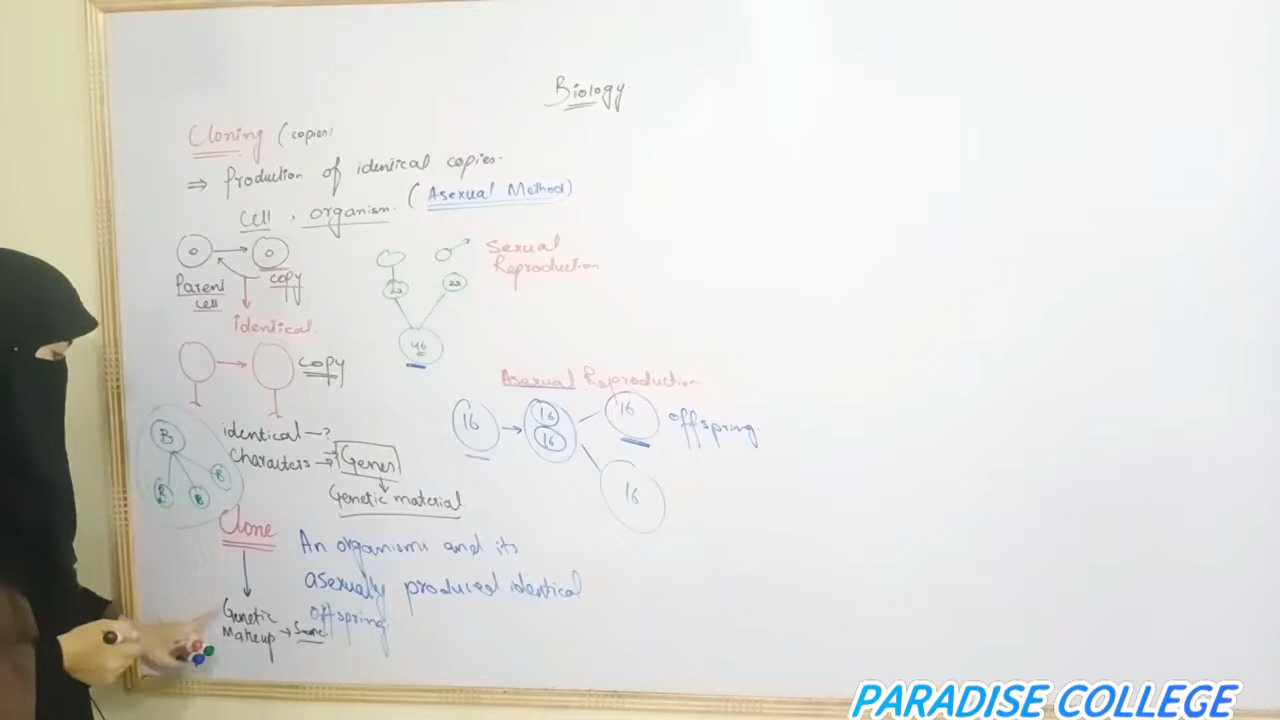 Biology
Cloning (copies)
⇒ Production of identical copies.
cell, organism. (Asexual Method)
Parent cell
copy
identical.
copy
Sexual
Reproduction
23
23
46
Asexual Reproduction
16
16
16
16
offspring
16
B
B
B
B
identical —?
characters → Genes
Genetic material
Clone
An organisms and its
asexually produced identical
offspring
Genetic
Makeup → Same.
PARADISE COLLEGE